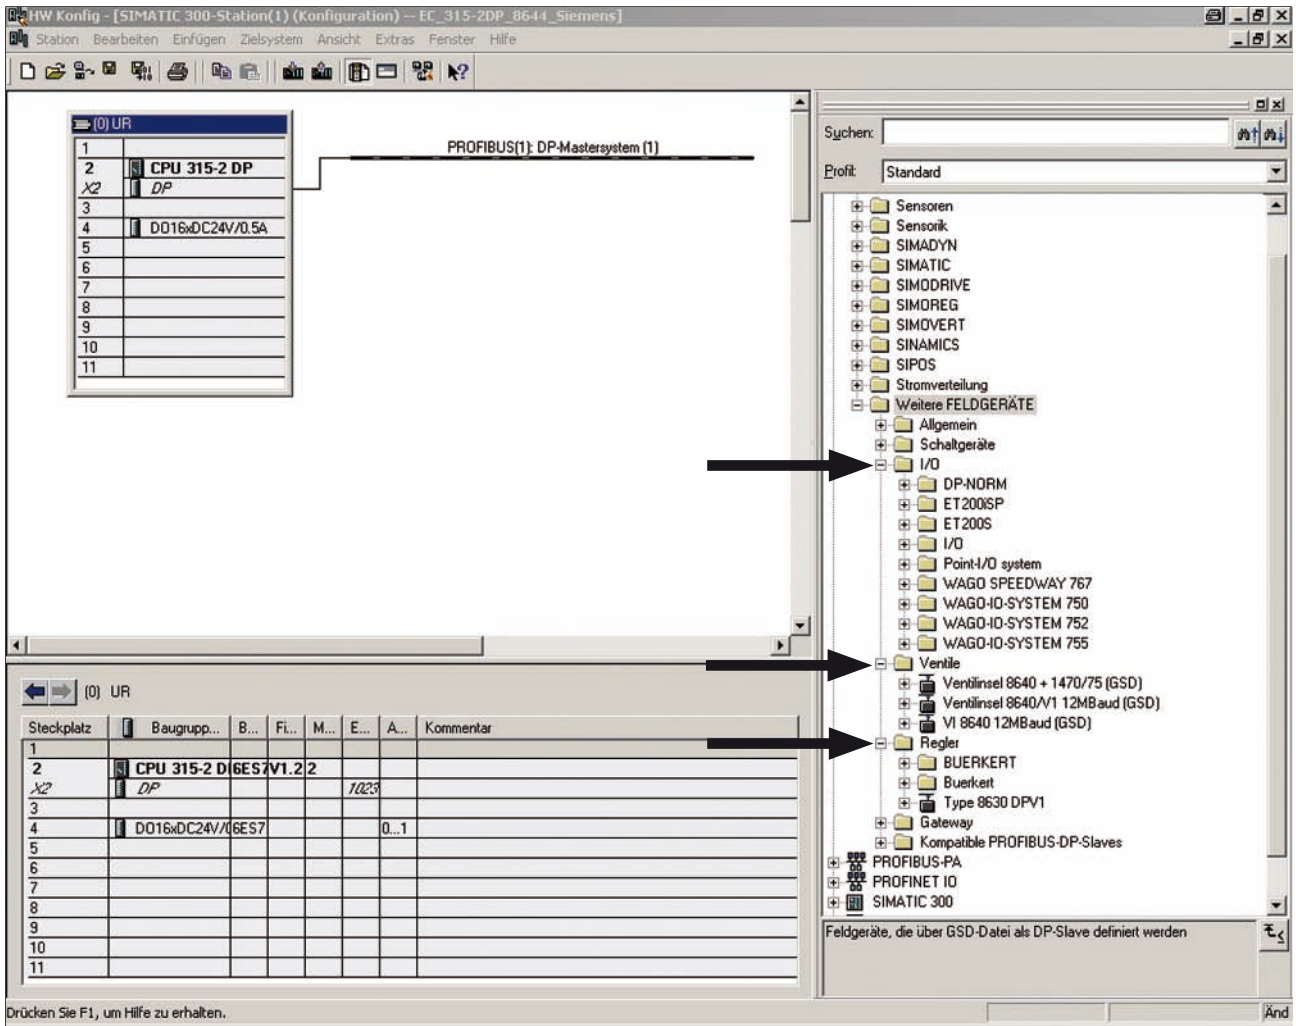 HW Konfig - [SIMATIC 300-Station(1) (Konfiguration) -- EC_315-2DP_8644_Siemens]
Station Bearbeiten Einfügen Zielsystem Ansicht Extras Fenster Hilfe
(0) UR
1
2 CPU 315-2 DP
X2 DP
3
4 DO16xDC24V/0.5A
5
6
7
8
9
10
11
PROFIBUS(1): DP-Mastersystem (1)
Suchen:
Profil: Standard
Sensoren
Sensorik
SIMADYN
SIMATIC
SIMODRIVE
SIMOREG
SIMOVERT
SINAMICS
SIPOS
Stromverteilung
Weitere FELDGERÄTE
Allgemein
Schaltgeräte
I/O
DP-NORM
ET200iSP
ET200S
I/O
Point-I/O system
WAGO SPEEDWAY 767
WAGO-IO-SYSTEM 750
WAGO-IO-SYSTEM 752
WAGO-IO-SYSTEM 755
Ventile
Ventilinsel 8640 + 1470/75 (GSD)
Ventilinsel 8640/V1 12MBaud (GSD)
VI 8640 12MBaud (GSD)
Regler
BUERKERT
Buerkert
Type 8630 DPV1
Gateway
Kompatible PROFIBUS-DP-Slaves
PROFIBUS-PA
PROFINET IO
SIMATIC 300
Feldgeräte, die über GSD-Datei als DP-Slave definiert werden
(0) UR
Steckplatz Baugrupp... B... Fi... M... E... A... Kommentar
1
2 CPU 315-2 D 6ES7 V1.2 2
X2 DP 1023
3
4 DO16xDC24V/0 6ES7 0...1
5
6
7
8
9
10
11
Drücken Sie F1, um Hilfe zu erhalten.
Änd